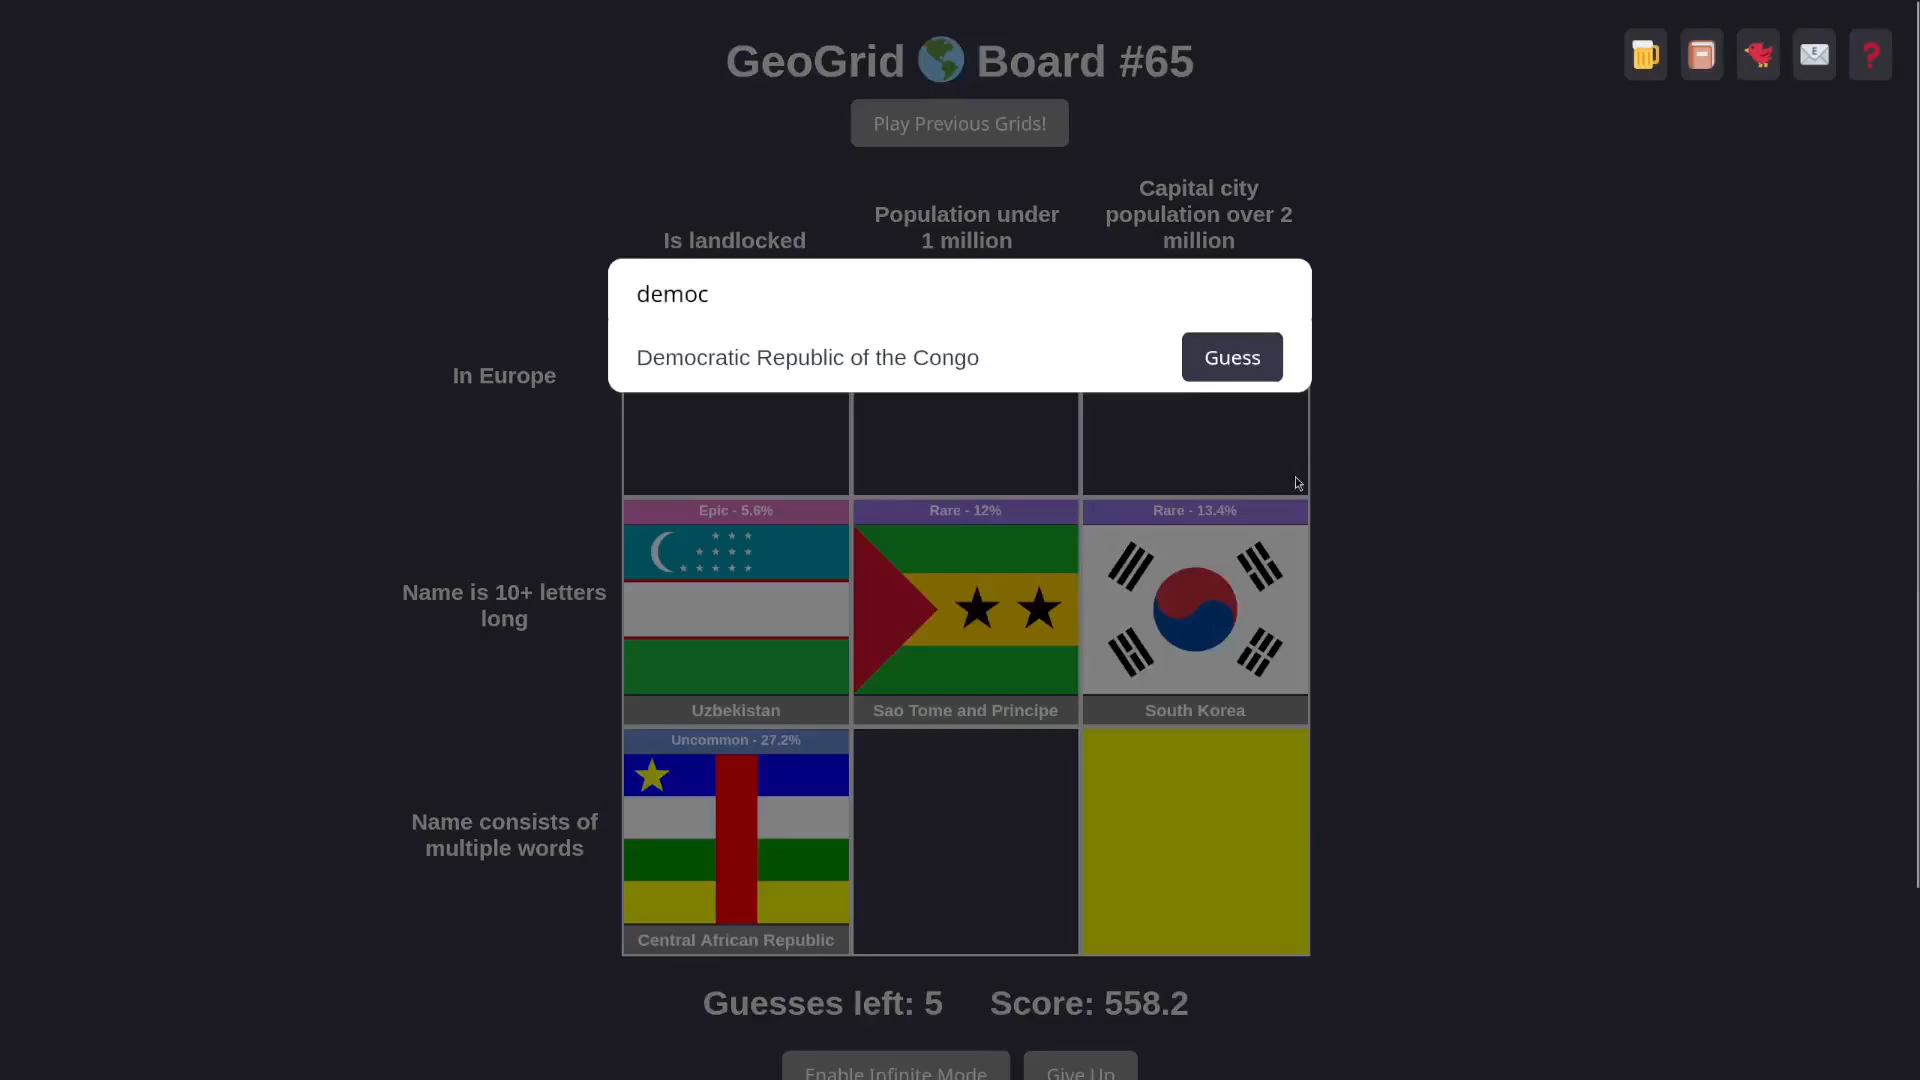 GeoGrid Board #65
Play Previous Grids!
Is landlocked
Population under
1 million
Capital city
population over 2
million
democ
Democratic Republic of the Congo
Guess
In Europe
Name is 10+ letters
long
Epic - 5.6%
Uzbekistan
Rare - 12%
Sao Tome and Principe
Rare - 13.4%
South Korea
Name consists of
multiple words
Uncommon - 27.2%
Central African Republic
Guesses left: 5
Score: 558.2
Enable Infinite Mode
Give Up